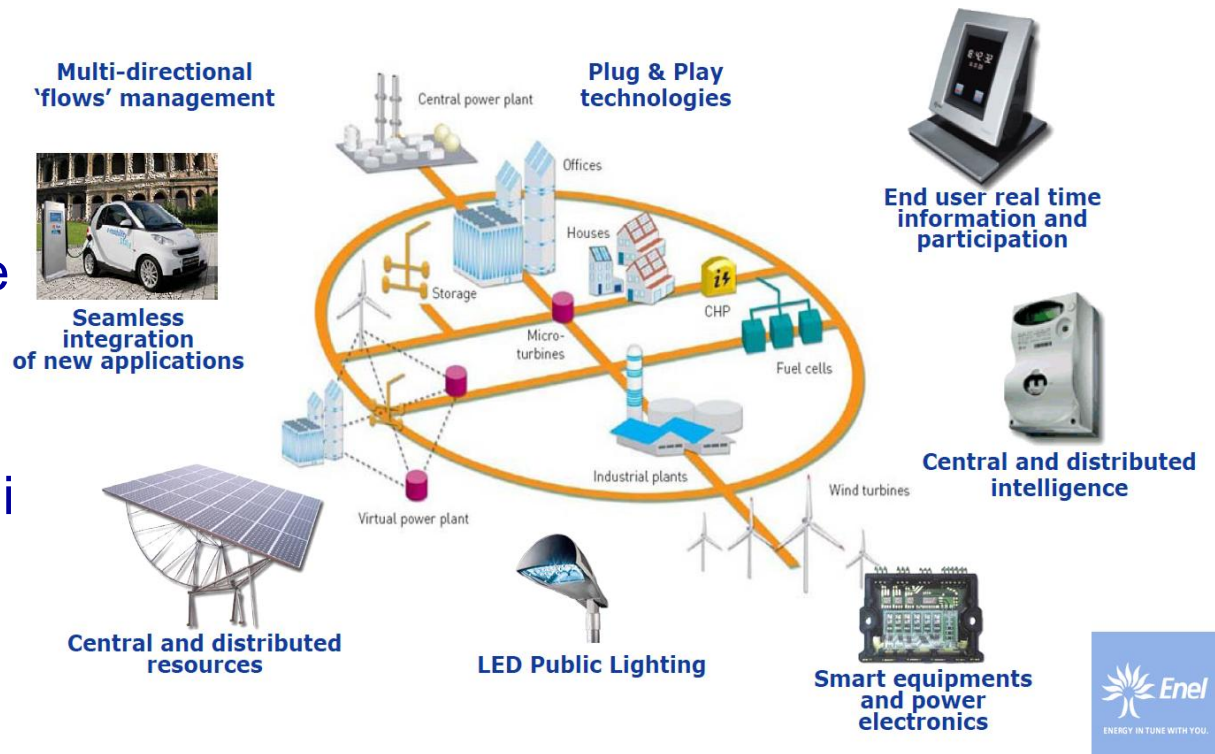 Multi-directional
‘flows’ management
Plug & Play
technologies
Central power plant
Offices
Houses
Storage
Micro-
turbines
CHP
Fuel cells
Industrial plants
Virtual power plant
Wind turbines
End user real time
information and
participation
e
Seamless
integration
of new applications
i
Central and distributed
intelligence
Central and distributed
resources
LED Public Lighting
Smart equipments
and power
electronics
Enel
ENERGY IN TUNE WITH YOU.